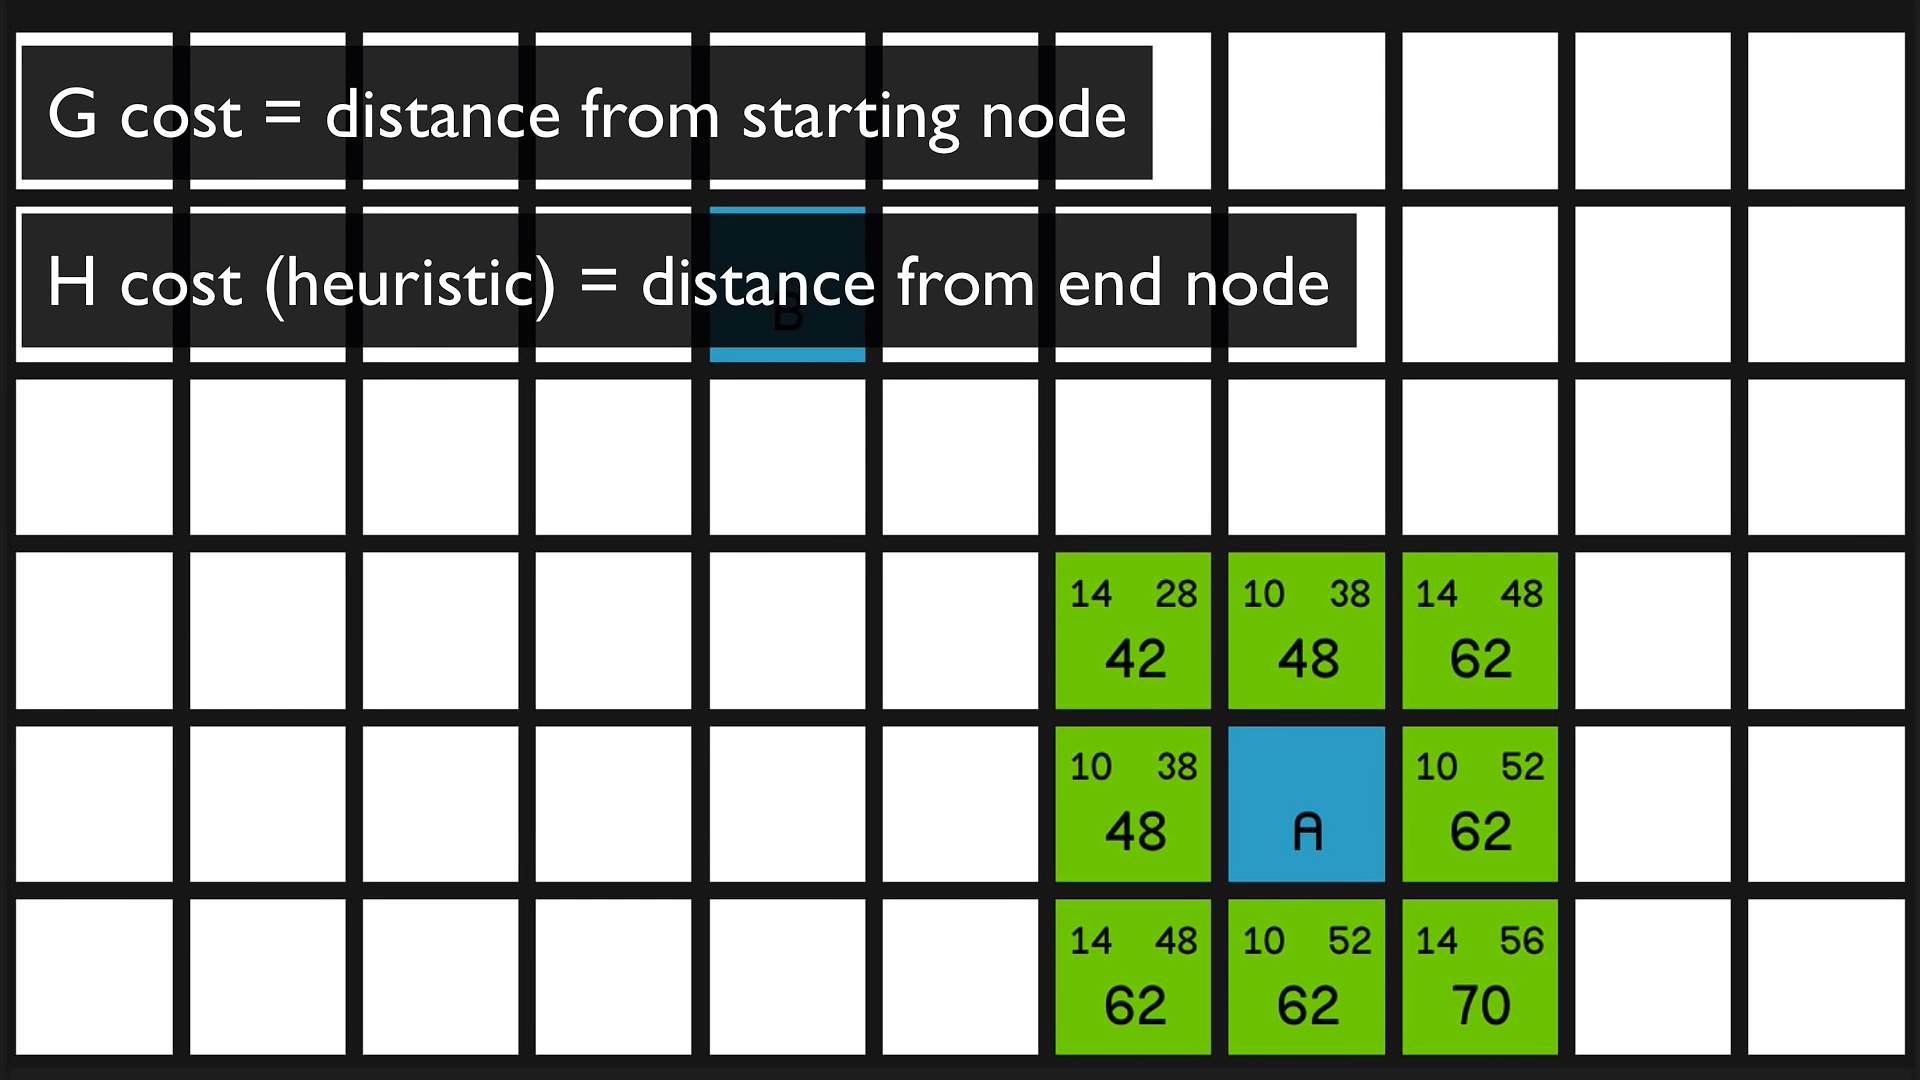 G cost = distance from starting node
H cost (heuristic) = distance from end node
B
14 28 10 38 14 48
42 48 62
10 38 10 52
48 A 62
14 48 10 52 14 56
62 62 70